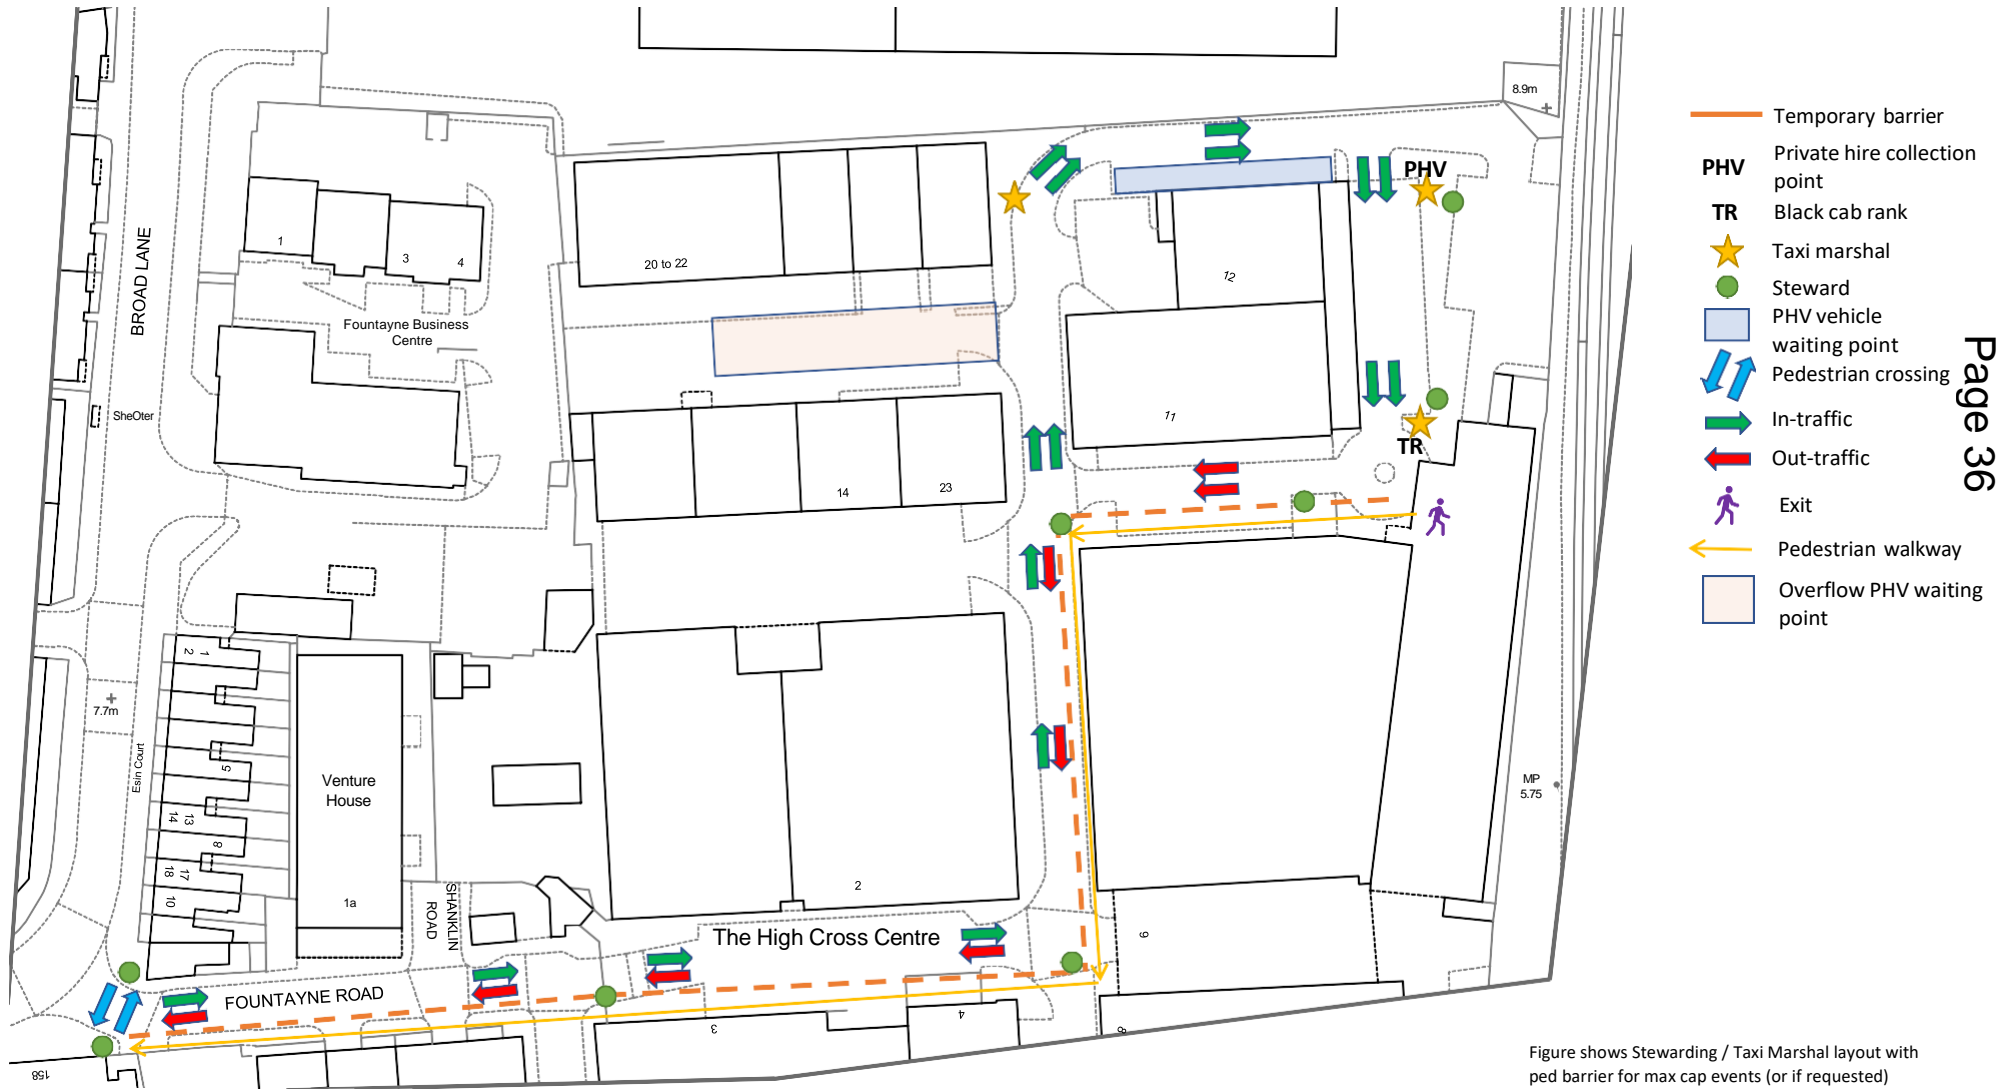 8.9m
BROAD LANE
1
3
4
20 to 22
12
PHV
Fountayne Business
Centre
SheOter
11
14
23
TR
1
2
7.7m
Esin Court
5
13
14
8
17
18
10
Venture
House
1a
SHANKLIN
ROAD
2
The High Cross Centre
FOUNTAYNE ROAD
9
3
4
8
158
MP
5.75
Temporary barrier
PHV Private hire collection
point
TR Black cab rank
Taxi marshal
Steward
PHV vehicle
waiting point
Pedestrian crossing
In-traffic
Out-traffic
Exit
Pedestrian walkway
Overflow PHV waiting
point
Page 36
Figure shows Stewarding / Taxi Marshal layout with
ped barrier for max cap events (or if requested)